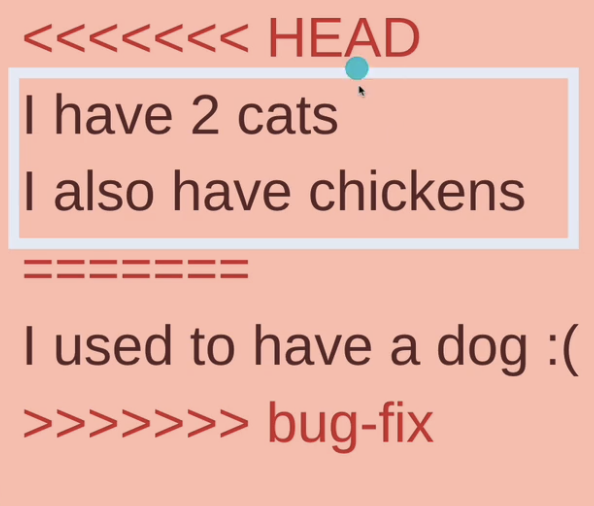 <<<<<<< HEAD
I have 2 cats
I also have chickens
=======
I used to have a dog :(
>>>>>>> bug-fix